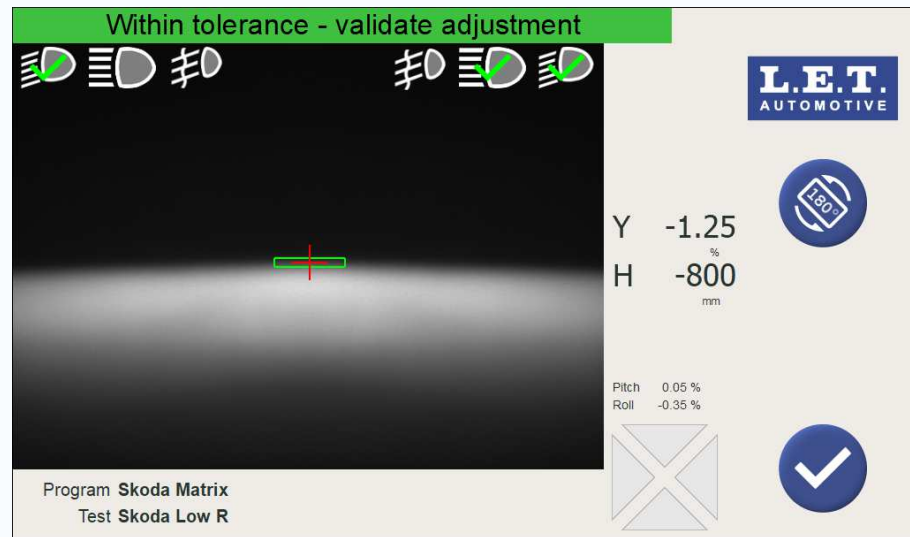 Within tolerance - validate adjustment
L.E.T.
AUTOMOTIVE
180°
Y -1.25
%
H -800
mm
Pitch 0.05 %
Roll -0.35 %
Program Skoda Matrix
Test Skoda Low R